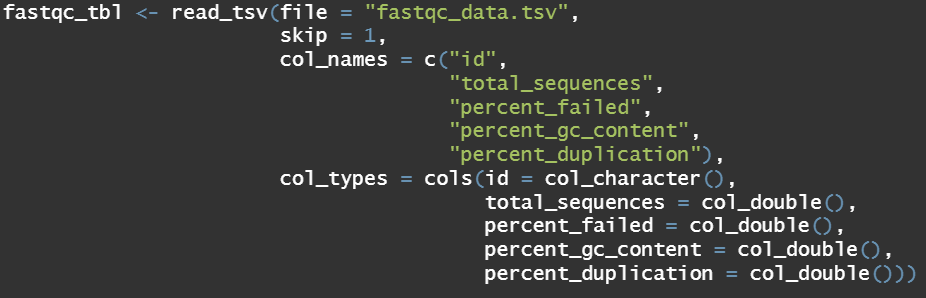 fastqc_tbl <- read_tsv(file = "fastqc_data.tsv",
skip = 1,
col_names = c("id",
"total_sequences",
"percent_failed",
"percent_gc_content",
"percent_duplication"),
col_types = cols(id = col_character(),
total_sequences = col_double(),
percent_failed = col_double(),
percent_gc_content = col_double(),
percent_duplication = col_double()))